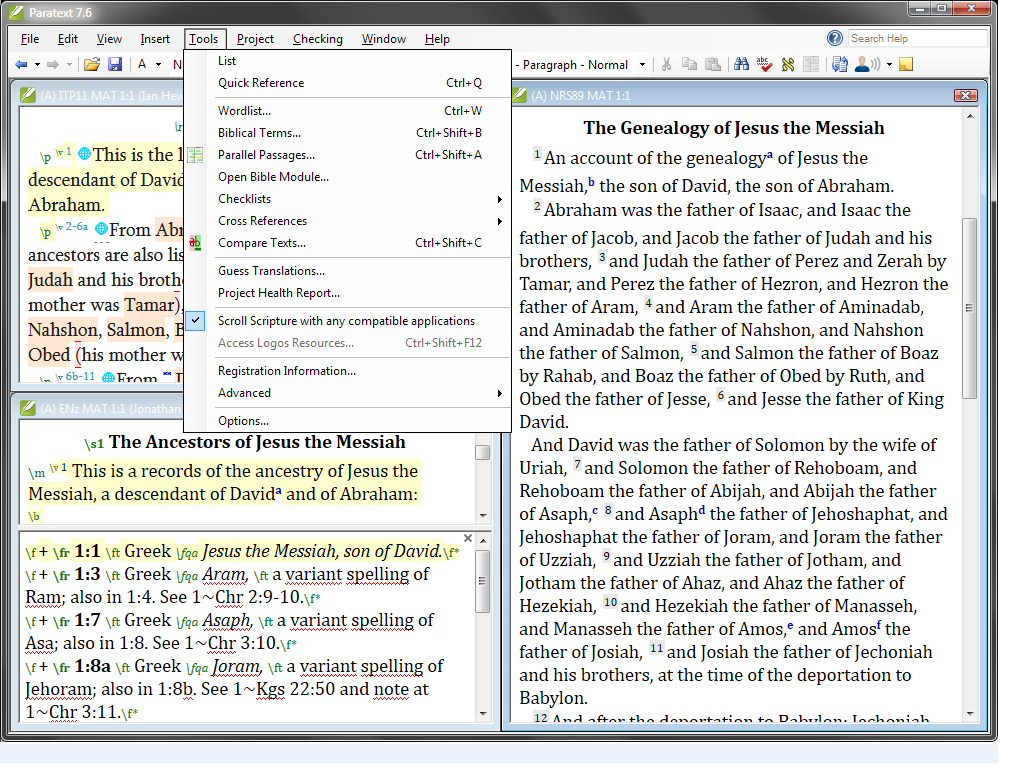 Paratext 7.6
File Edit View Insert Tools Project Checking Window Help
Search Help
A N
- Paragraph - Normal
abc
List
Quick Reference Ctrl+Q
Wordlist... Ctrl+W
Biblical Terms... Ctrl+Shift+B
Parallel Passages... Ctrl+Shift+A
Open Bible Module...
Checklists
Cross References
ab Compare Texts... Ctrl+Shift+C
Guess Translations...
Project Health Report...
Scroll Scripture with any compatible applications
Access Logos Resources... Ctrl+Shift+F12
Registration Information...
Advanced
Options...
(A) ITP11 MAT 1:1 (Ian Hew
\p \v 1 This is the l
descendant of David
Abraham.
\p \v 2-6a From Abr
ancestors are also lis
Judah and his brothe
mother was Tamar),
Nahshon, Salmon, B
Obed (his mother w
\p \v 6b-11 From
(A) ENz MAT 1:1 (Jonathan
\s1 The Ancestors of Jesus the Messiah
\m \v 1 This is a records of the ancestry of Jesus the
Messiah, a descendant of Davida and of Abraham:
\b
\f + \fr 1:1 \ft Greek \fqa Jesus the Messiah, son of David.\f*
\f + \fr 1:3 \ft Greek \fqa Aram, \ft a variant spelling of
Ram; also in 1:4. See 1~Chr 2:9-10.\f*
\f + \fr 1:7 \ft Greek \fqa Asaph, \ft a variant spelling of
Asa; also in 1:8. See 1~Chr 3:10.\f*
\f + \fr 1:8a \ft Greek \fqa Joram, \ft a variant spelling of
Jehoram; also in 1:8b. See 1~Kgs 22:50 and note at
1~Chr 3:11.\f*
(A) NRS89 MAT 1:1
The Genealogy of Jesus the Messiah
1 An account of the genealogya of Jesus the
Messiah,b the son of David, the son of Abraham.
2 Abraham was the father of Isaac, and Isaac the
father of Jacob, and Jacob the father of Judah and his
brothers, 3 and Judah the father of Perez and Zerah by
Tamar, and Perez the father of Hezron, and Hezron the
father of Aram, 4 and Aram the father of Aminadab,
and Aminadab the father of Nahshon, and Nahshon
the father of Salmon, 5 and Salmon the father of Boaz
by Rahab, and Boaz the father of Obed by Ruth, and
Obed the father of Jesse, 6 and Jesse the father of King
David.
And David was the father of Solomon by the wife of
Uriah, 7 and Solomon the father of Rehoboam, and
Rehoboam the father of Abijah, and Abijah the father
of Asaph,c 8 and Asaphd the father of Jehoshaphat, and
Jehoshaphat the father of Joram, and Joram the father
of Uzziah, 9 and Uzziah the father of Jotham, and
Jotham the father of Ahaz, and Ahaz the father of
Hezekiah, 10 and Hezekiah the father of Manasseh,
and Manasseh the father of Amos,e and Amosf the
father of Josiah, 11 and Josiah the father of Jechoniah
and his brothers, at the time of the deportation to
Babylon.
12 And after the deportation to Babylon: Jechoniah